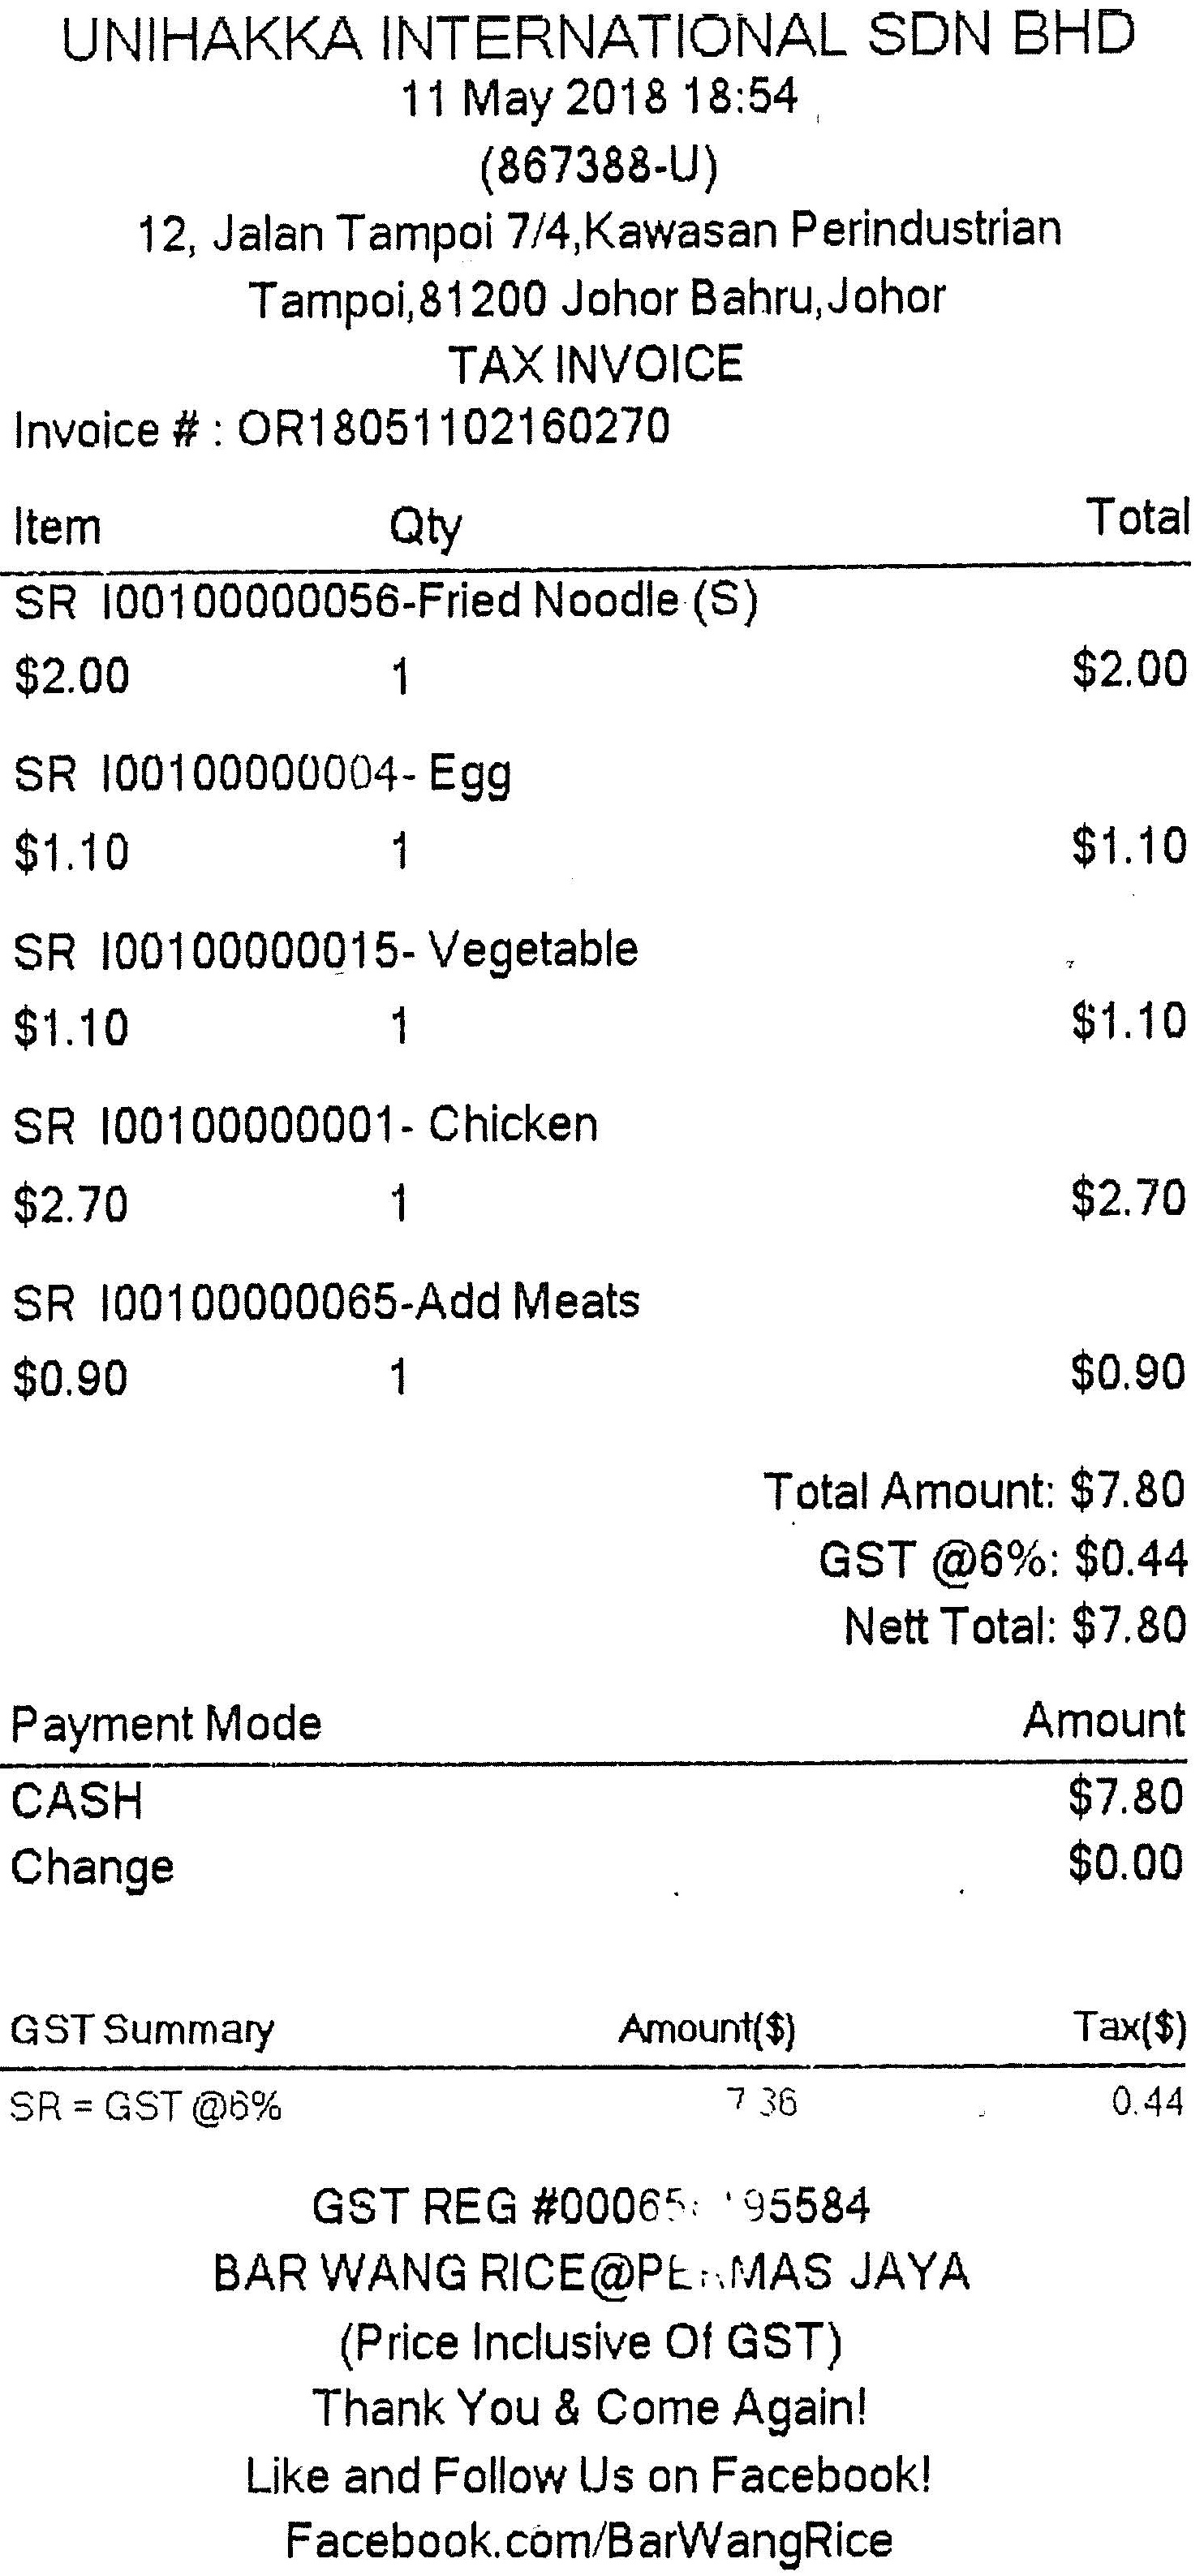 UNIHAKKA INTERNATIONAL SDN BHD
11 May 2018 18:54
(867388-U)
12, Jalan Tampoi 7/4,Kawasan Perindustrian
Tampoi,81200 Johor Bahru,Johor
TAX INVOICE
Invoice # : OR18051102160270
Item Qty Total
SR I00100000056-Fried Noodle (S)
$2.00 1 $2.00
SR I00100000004- Egg
$1.10 1 $1.10
SR I00100000015- Vegetable
$1.10 1 $1.10
SR I00100000001- Chicken
$2.70 1 $2.70
SR I00100000065-Add Meats
$0.90 1 $0.90
Total Amount: $7.80
GST @6%: $0.44
Nett Total: $7.80
Payment Mode Amount
CASH $7.80
Change $0.00
GST Summary Amount($) Tax($)
SR = GST @6% 7.36 0.44
GST REG
BAR WANG RICE@PERMAS JAYA
(Price Inclusive Of GST)
Thank You & Come Again!
Like and Follow Us on Facebook!
Facebook.com/BarWangRice